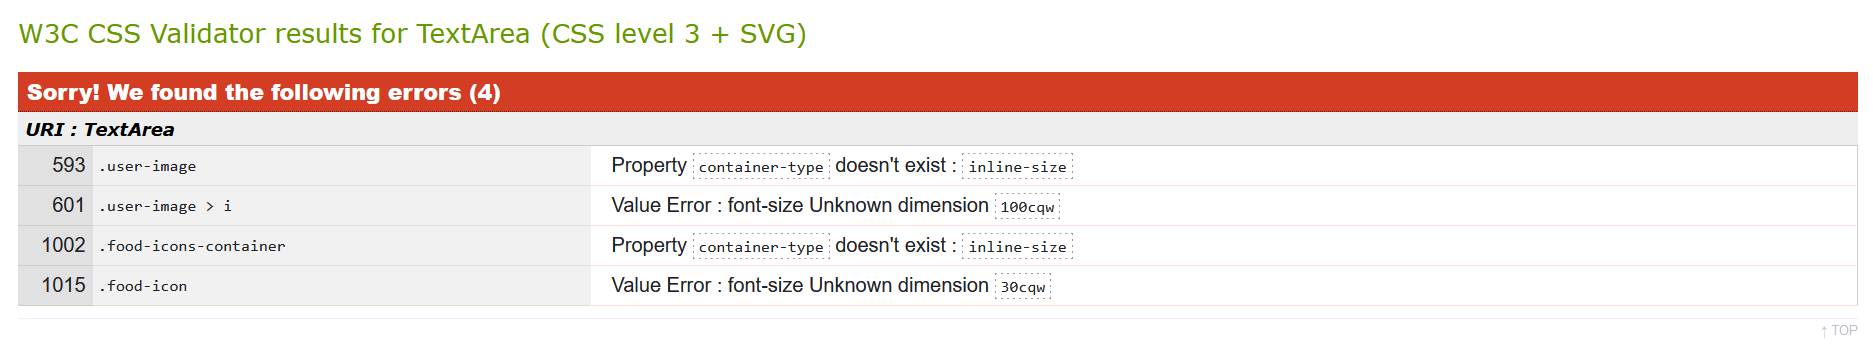 W3C CSS Validator results for TextArea (CSS level 3 + SVG)
Sorry! We found the following errors (4)
URI : TextArea
593 .user-image Property container-type doesn't exist : inline-size
601 .user-image > i Value Error : font-size Unknown dimension 100cqw
1002 .food-icons-container Property container-type doesn't exist : inline-size
1015 .food-icon Value Error : font-size Unknown dimension 30cqw
↑ TOP